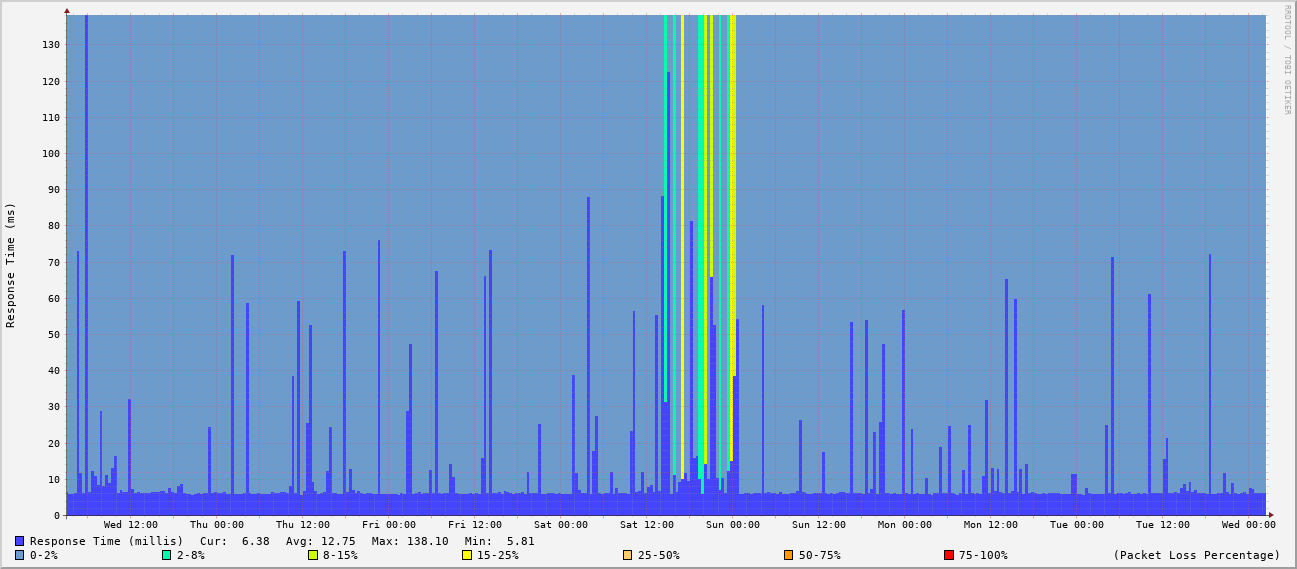 RRDTOOL / TOBI OETIKER
Response Time (ms)
130
120
110
100
90
80
70
60
50
40
30
20
10
0
Wed 12:00 Thu 00:00 Thu 12:00 Fri 00:00 Fri 12:00 Sat 00:00 Sat 12:00 Sun 00:00 Sun 12:00 Mon 00:00 Mon 12:00 Tue 00:00 Tue 12:00 Wed 00:00
Response Time (millis) Cur: 6.38 Avg: 12.75 Max: 138.10 Min: 5.81
0-2% 2-8% 8-15% 15-25% 25-50% 50-75% 75-100% (Packet Loss Percentage)